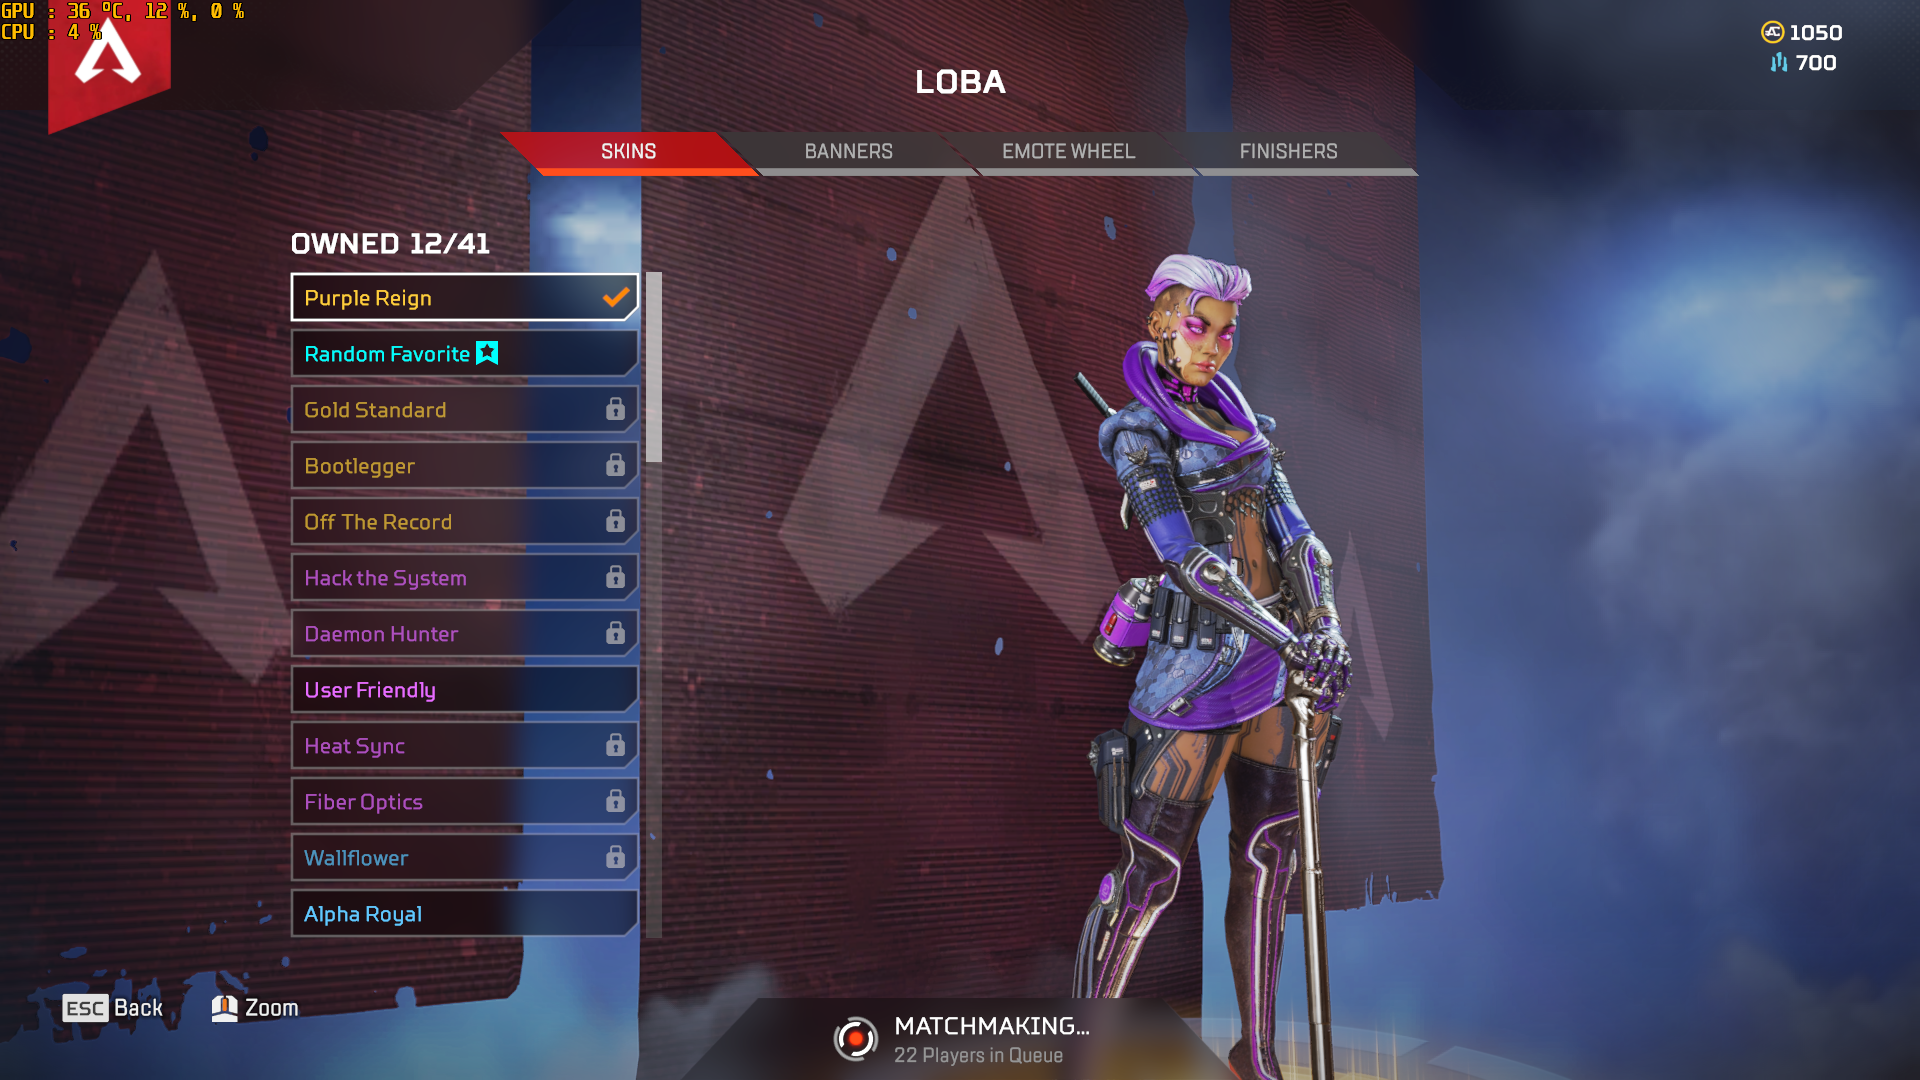 GPU : 36 °C, 12 %, 0 %
CPU : 4 %
1050
700
LOBA
SKINS
BANNERS
EMOTE WHEEL
FINISHERS
OWNED 12/41
Purple Reign
Random Favorite
Gold Standard
Bootlegger
Off The Record
Hack the System
Daemon Hunter
User Friendly
Heat Sync
Fiber Optics
Wallflower
Alpha Royal
ESC Back
Zoom
MATCHMAKING...
22 Players in Queue